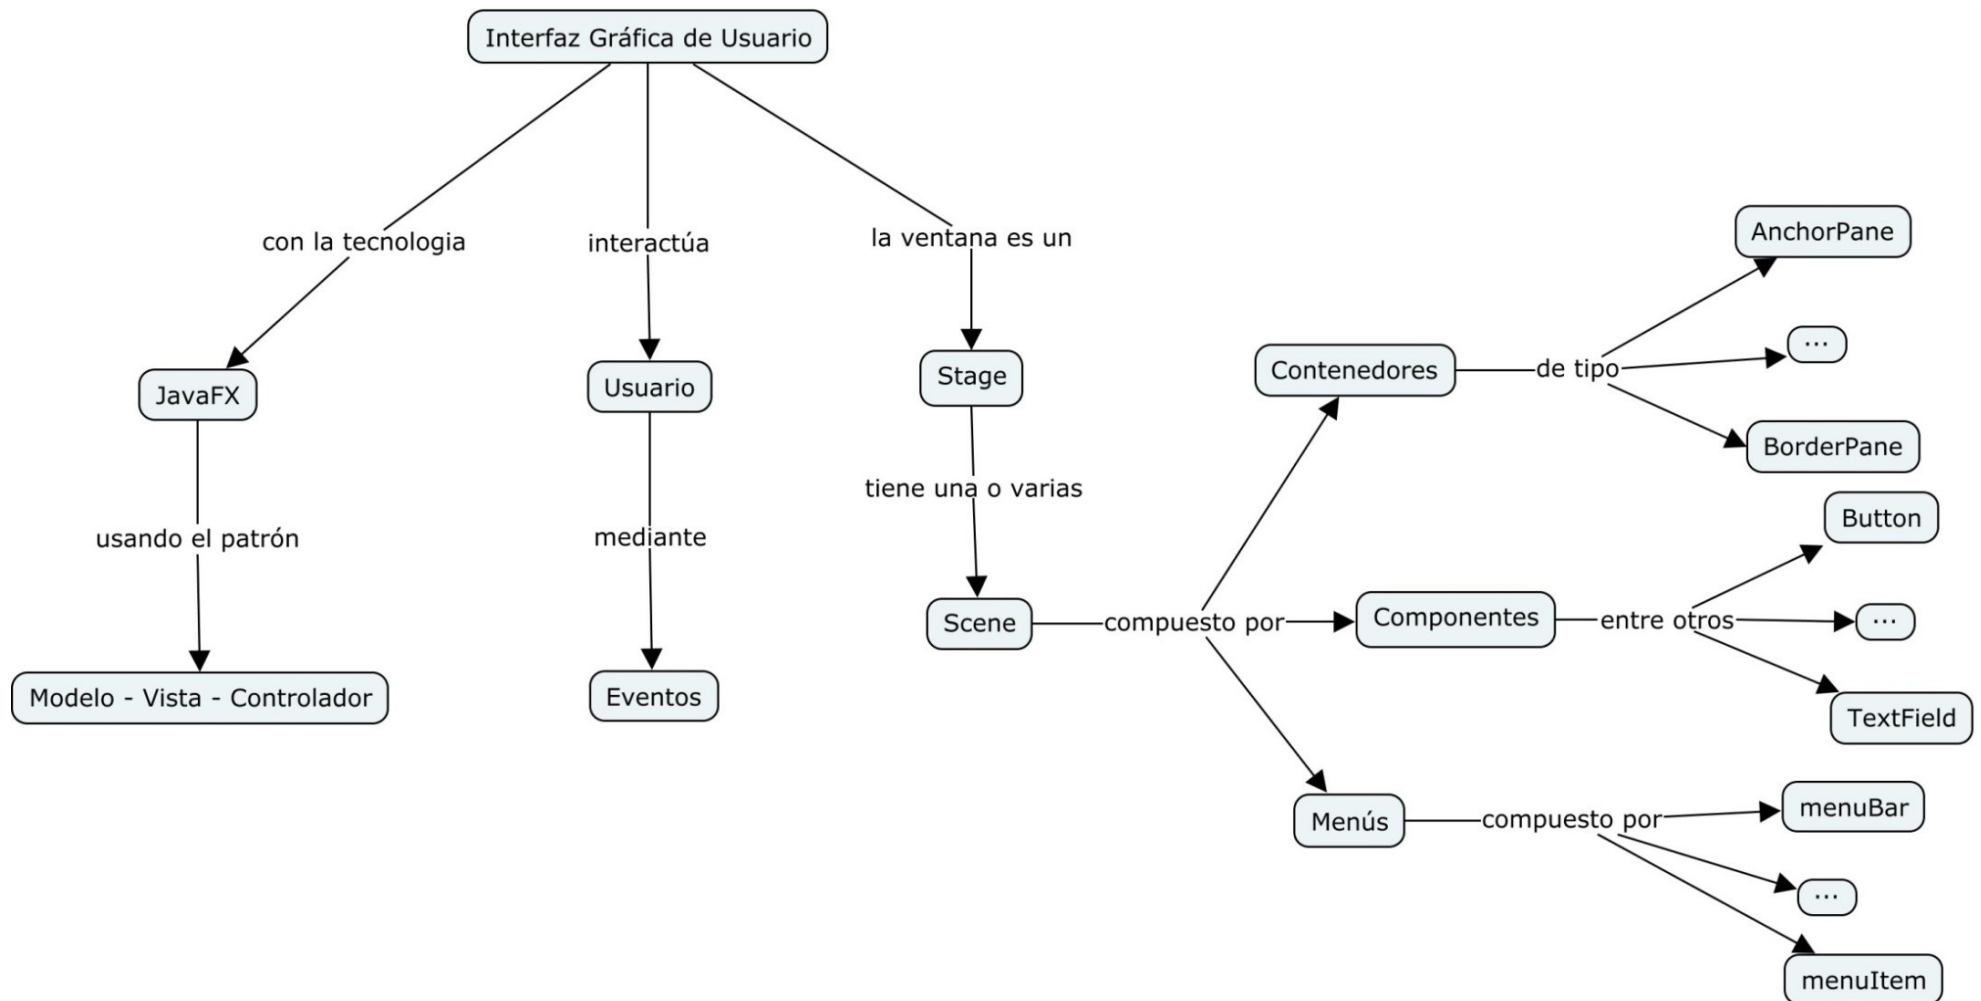 Interfaz Gráfica de Usuario
con la tecnologia
interactúa
la ventana es un
JavaFX
Usuario
Stage
usando el patrón
mediante
tiene una o varias
Modelo - Vista - Controlador
Eventos
Scene
compuesto por
Contenedores
de tipo
AnchorPane
...
BorderPane
Componentes
entre otros
Button
...
TextField
Menús
compuesto por
menuBar
...
menuItem